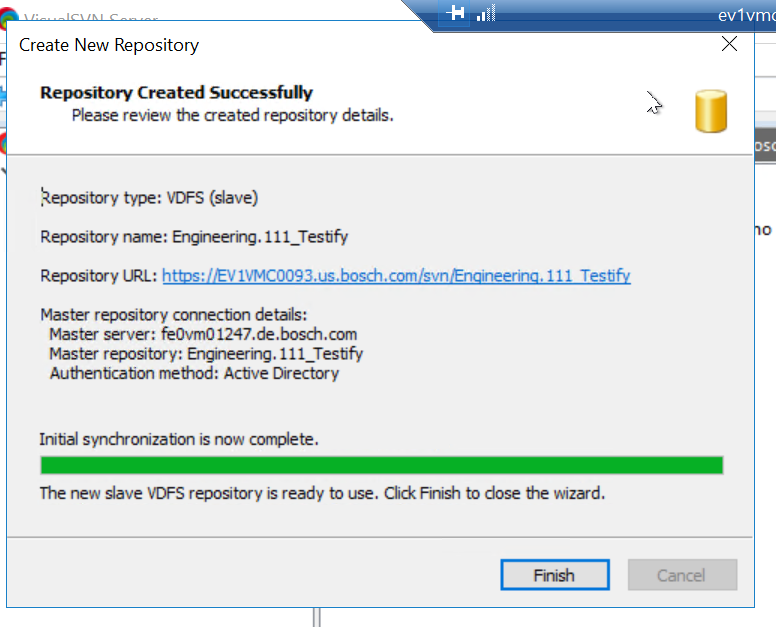 VisualSVN Server
ev1vmc
Create New Repository
Repository Created Successfully
Please review the created repository details.
Repository type: VDFS (slave)
Repository name: Engineering.111_Testify
Repository URL: https://EV1VMC0093.us.bosch.com/svn/Engineering.111_Testify
Master repository connection details:
Master server: fe0vm01247.de.bosch.com
Master repository: Engineering.111_Testify
Authentication method: Active Directory
Initial synchronization is now complete.
The new slave VDFS repository is ready to use. Click Finish to close the wizard.
Finish
Cancel